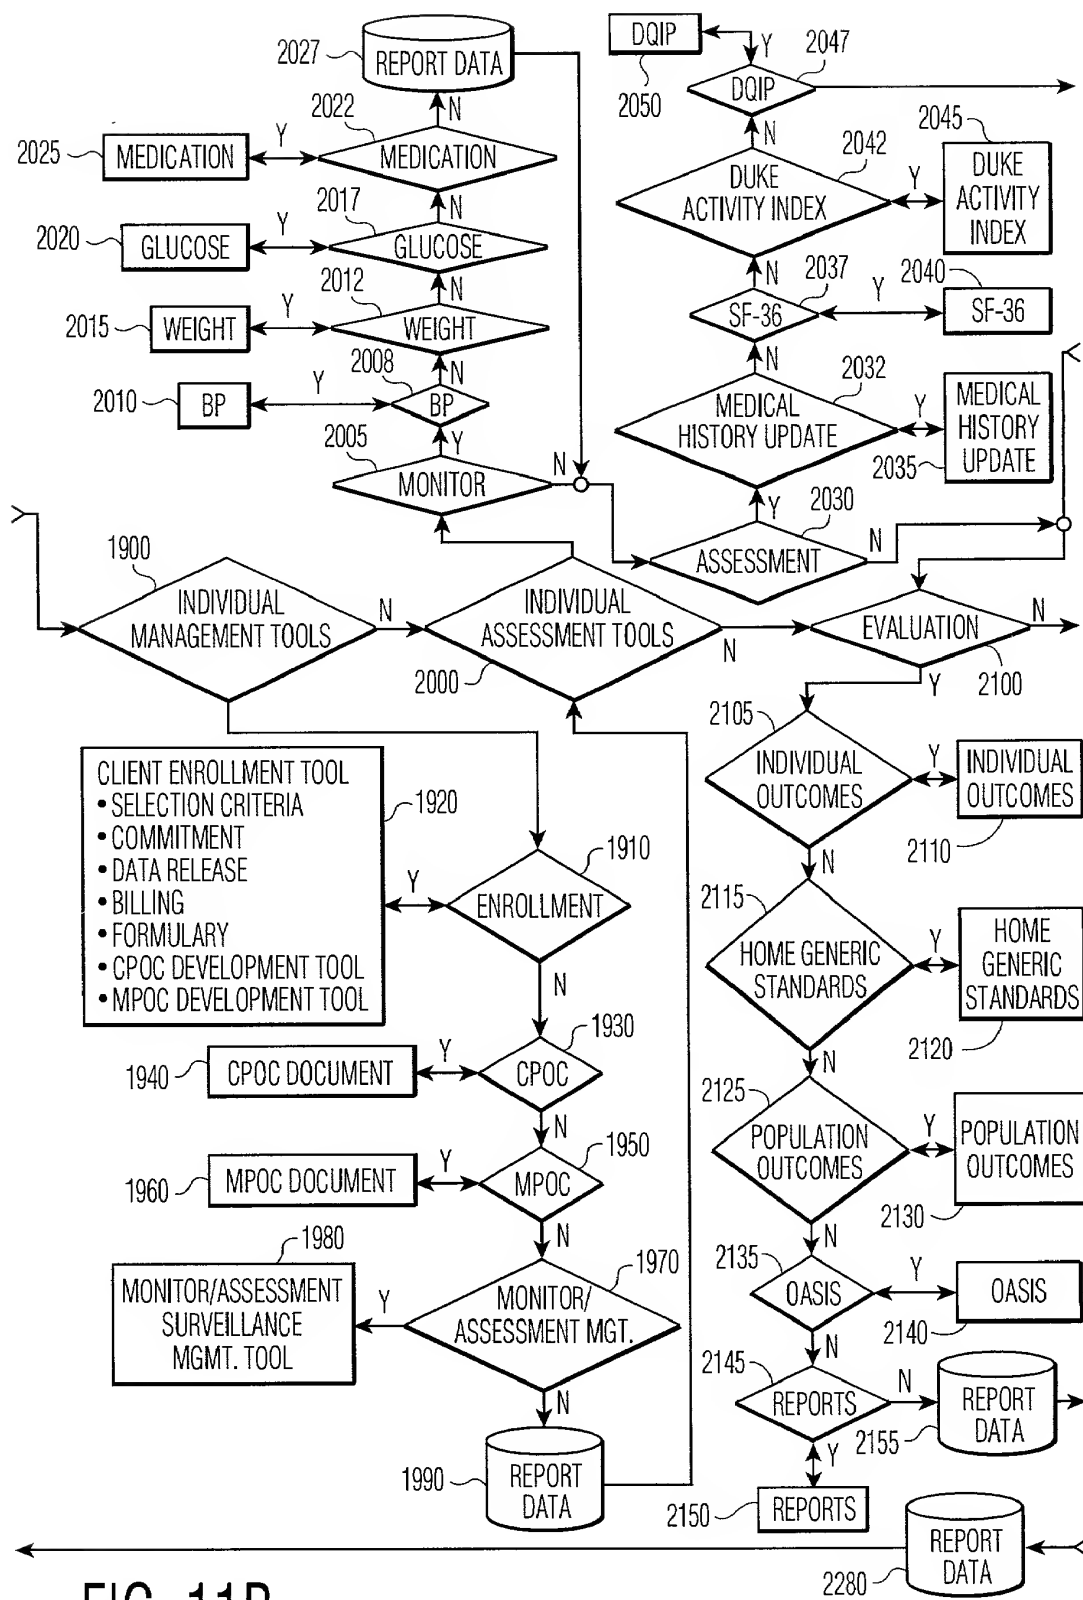 2027
REPORT DATA
N
2022
2025
MEDICATION
Y
MEDICATION
N
2017
2020
GLUCOSE
Y
GLUCOSE
N
2012
2015
WEIGHT
Y
WEIGHT
N
2008
2010
BP
Y
BP
Y
2005
MONITOR
N
DQIP
2050
Y
2047
DQIP
N
2042
2045
DUKE
ACTIVITY INDEX
Y
DUKE
ACTIVITY
INDEX
N
2037
2040
SF-36
Y
SF-36
N
2032
MEDICAL
HISTORY UPDATE
Y
MEDICAL
HISTORY
UPDATE
2035
Y
2030
ASSESSMENT
N
1900
INDIVIDUAL
MANAGEMENT TOOLS
N
INDIVIDUAL
ASSESSMENT TOOLS
2000
N
EVALUATION
N
2100
Y
CLIENT ENROLLMENT TOOL
• SELECTION CRITERIA
• COMMITMENT
• DATA RELEASE
• BILLING
• FORMULARY
• CPOC DEVELOPMENT TOOL
• MPOC DEVELOPMENT TOOL
1920
1910
Y
ENROLLMENT
N
1930
1940
CPOC DOCUMENT
Y
CPOC
N
1950
1960
MPOC DOCUMENT
Y
MPOC
N
1980
1970
MONITOR/ASSESSMENT
SURVEILLANCE
MGMT. TOOL
Y
MONITOR/
ASSESSMENT MGT.
N
1990
REPORT
DATA
2105
INDIVIDUAL
OUTCOMES
Y
INDIVIDUAL
OUTCOMES
2110
N
2115
HOME GENERIC
STANDARDS
Y
HOME
GENERIC
STANDARDS
2120
N
2125
POPULATION
OUTCOMES
Y
POPULATION
OUTCOMES
2130
N
2135
OASIS
Y
OASIS
2140
N
2145
REPORTS
N
REPORT
DATA
2155
Y
2150
REPORTS
REPORT
DATA
2280